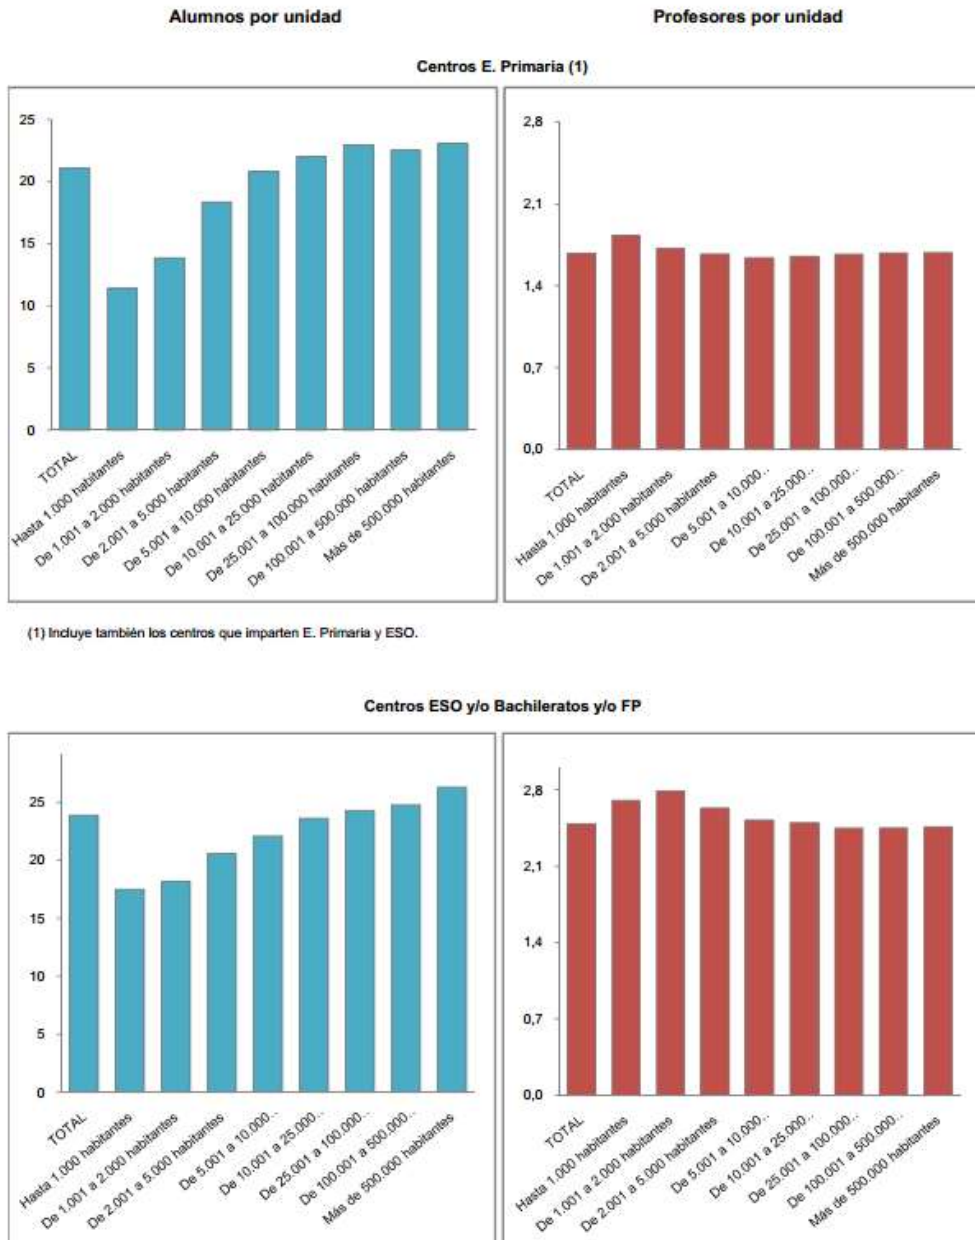 Alumnos por unidad
Profesores por unidad
Centros E. Primaria (1)
25
20
15
10
5
0
TOTAL
Hasta 1.000 habitantes
De 1.001 a 2.000 habitantes
De 2.001 a 5.000 habitantes
De 5.001 a 10.000 habitantes
De 10.001 a 25.000 habitantes
De 25.001 a 100.000 habitantes
De 100.001 a 500.000 habitantes
Más de 500.000 habitantes
2,8
2,1
1,4
0,7
0,0
TOTAL
Hasta 1.000 habitantes
De 1.001 a 2.000 habitantes
De 2.001 a 5.000 habitantes
De 5.001 a 10.000..
De 10.001 a 25.000..
De 25.001 a 100.000..
De 100.001 a 500.000..
Más de 500.000 habitantes
(1) Incluye también los centros que imparten E. Primaria y ESO.
Centros ESO y/o Bachileratos y/o FP
25
20
15
10
5
0
TOTAL
Hasta 1.000 habitantes
De 1.001 a 2.000 habitantes
De 2.001 a 5.000 habitantes
De 5.001 a 10.000..
De 10.001 a 25.000..
De 25.001 a 100.000..
De 100.001 a 500.000..
Más de 500.000 habitantes
2,8
2,1
1,4
0,7
0,0
TOTAL
Hasta 1.000 habitantes
De 1.001 a 2.000 habitantes
De 2.001 a 5.000 habitantes
De 5.001 a 10.000..
De 10.001 a 25.000..
De 25.001 a 100.000..
De 100.001 a 500.000..
Más de 500.000 habitantes